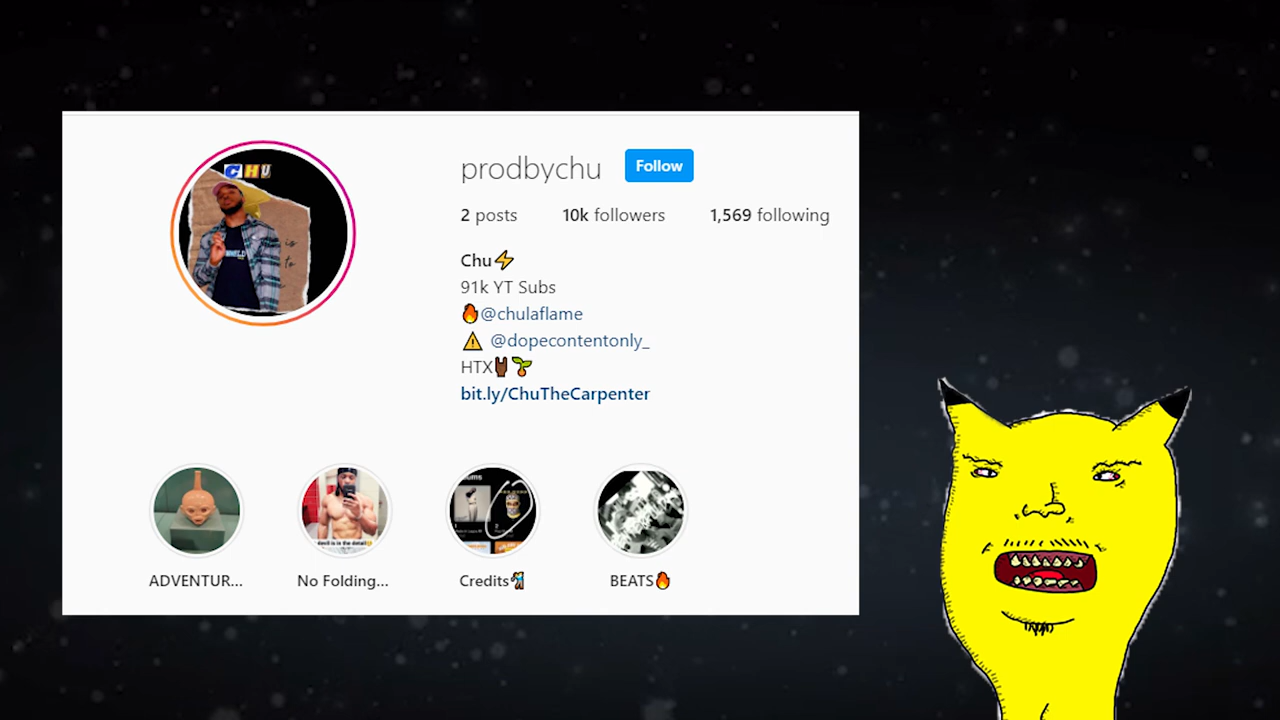 CHU
prodbychu Follow
2 posts 10k followers 1,569 following
Chu⚡
91k YT Subs
🔥@chulaflame
⚠️ @dopecontentonly_
HTX🤘🏿🌱
bit.ly/ChuTheCarpenter
ADVENTUR... No Folding... Credits BEATS🔥